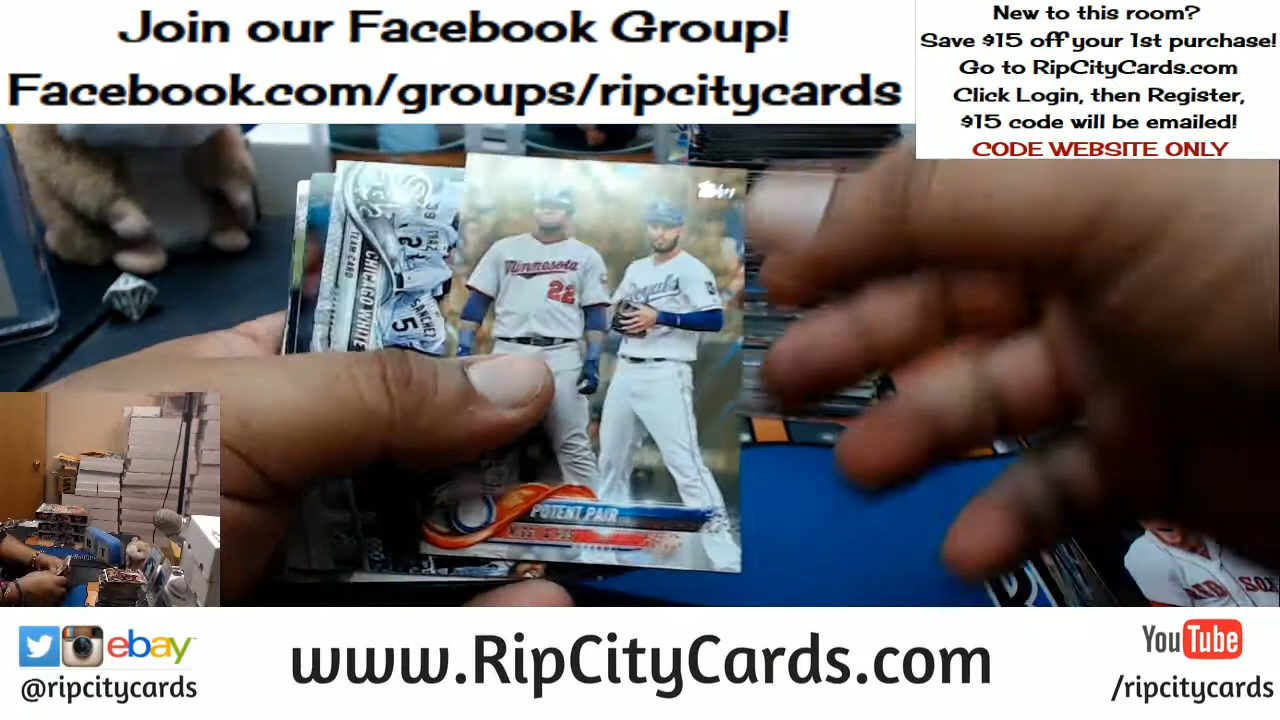 Join our Facebook Group!
Facebook.com/groups/ripcitycards
New to this room?
Save $15 off your 1st purchase!
Go to RipCityCards.com
Click Login, then Register,
$15 code will be emailed!
CODE WEBSITE ONLY
Topps
CHICAGO WHITE
TEAM CARD
SANCHEZ
5
Minnesota
22
Royals
POTENT PAIR
ebay
@ripcitycards
www.RipCityCards.com
YouTube
/ripcitycards